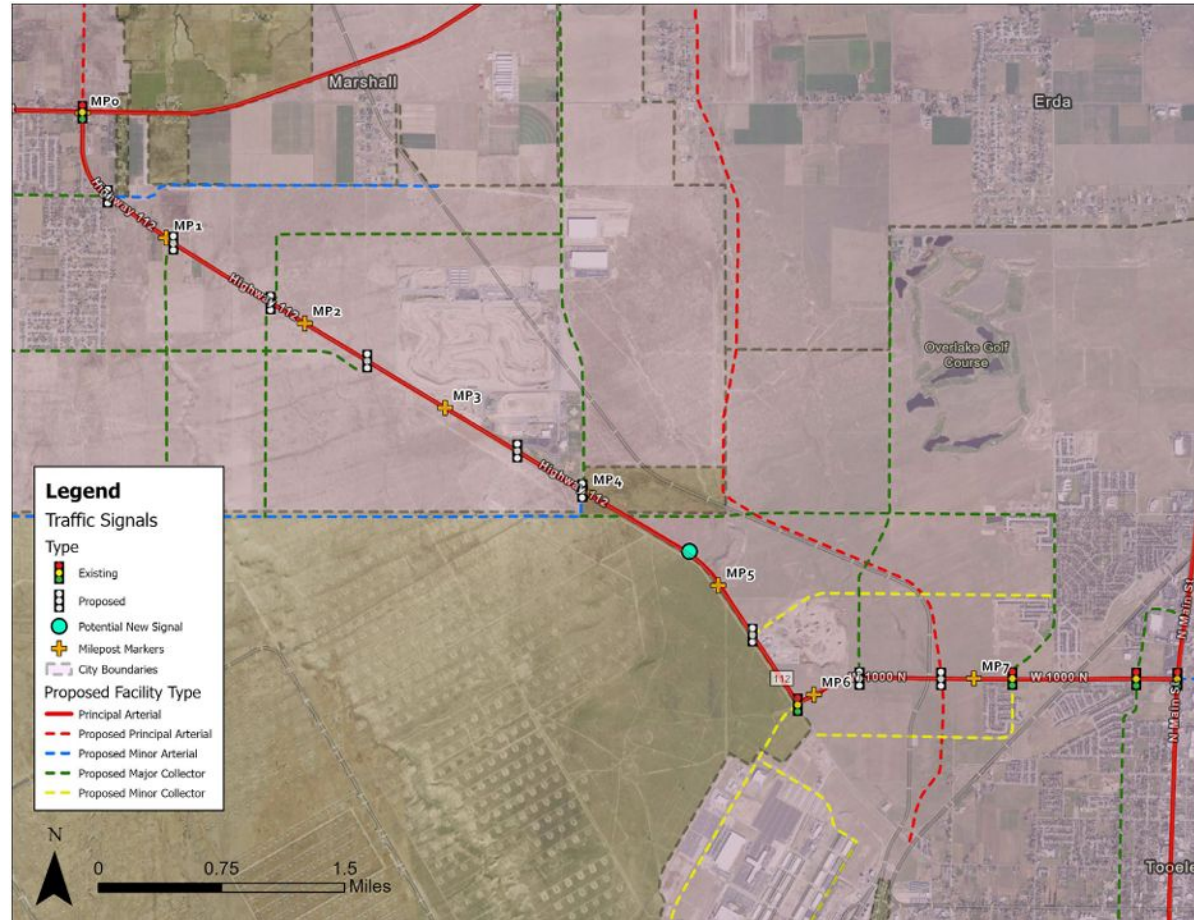 MP0
Marshall
Erda
Highway 112
MP1
Highway 112
MP2
Overlake Golf
Course
MP3
Highway 112
MP4
MP5
112
MP6
W 1000 N
MP7
W 1000 N
N Main St
N Main St
Tooele
Legend
Traffic Signals
Type
Existing
Proposed
Potential New Signal
Milepost Markers
City Boundaries
Proposed Facility Type
Principal Arterial
Proposed Principal Arterial
Proposed Minor Arterial
Proposed Major Collector
Proposed Minor Collector
N
0 0.75 1.5
Miles